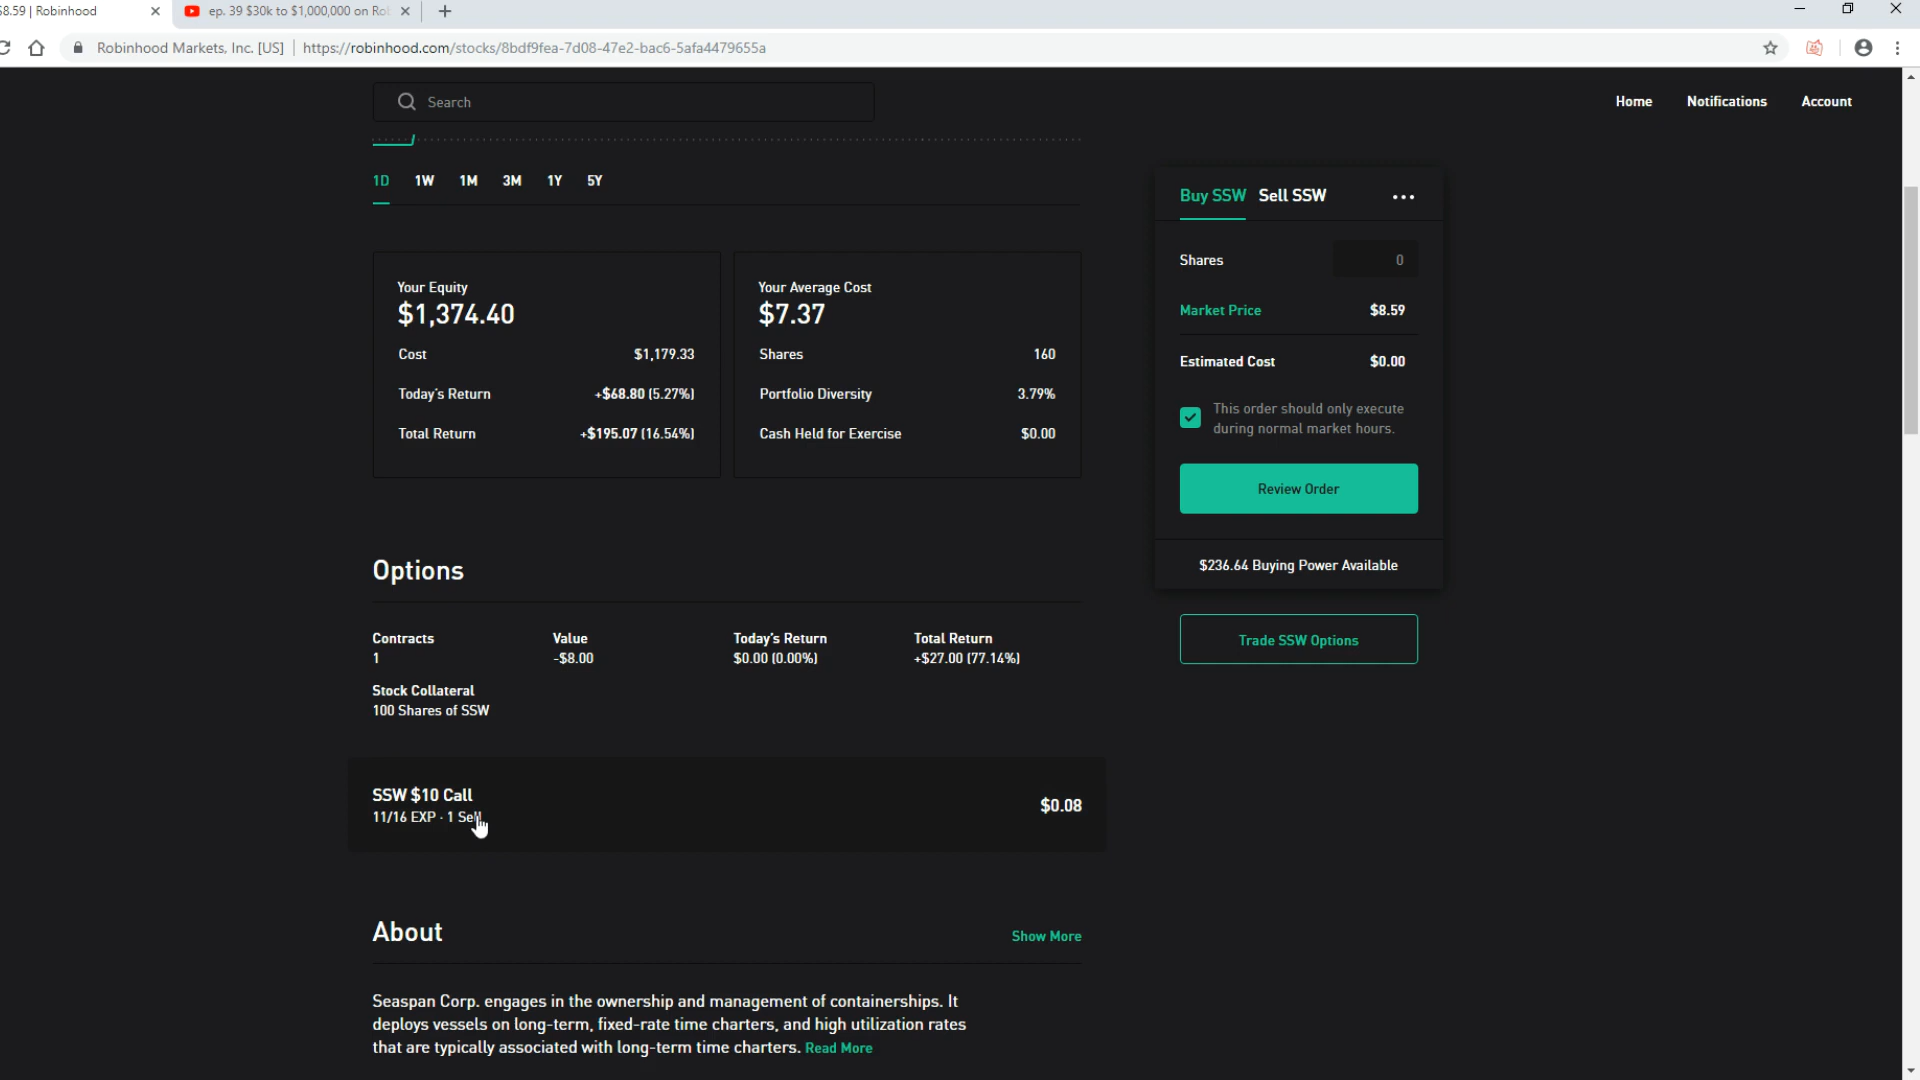 $8.59 | Robinhood
ep. 39 $30k to $1,000,000 on Ro
Robinhood Markets, Inc. [US] | https://robinhood.com/stocks/8bdf9fea-7d08-47e2-bac6-5afa4479655a
Search
Home Notifications Account
1D 1W 1M 3M 1Y 5Y
Your Equity
$1,374.40
Cost $1,179.33
Today's Return +$68.80 (5.27%)
Total Return +$195.07 (16.54%)
Your Average Cost
$7.37
Shares 160
Portfolio Diversity 3.79%
Cash Held for Exercise $0.00
Buy SSW Sell SSW
Shares 0
Market Price $8.59
Estimated Cost $0.00
This order should only execute
during normal market hours.
Review Order
$236.64 Buying Power Available
Trade SSW Options
Options
Contracts Value Today's Return Total Return
1 -$8.00 $0.00 (0.00%) +$27.00 (77.14%)
Stock Collateral
100 Shares of SSW
SSW $10 Call
11/16 EXP · 1 Sell
$0.08
About
Show More
Seaspan Corp. engages in the ownership and management of containerships. It
deploys vessels on long-term, fixed-rate time charters, and high utilization rates
that are typically associated with long-term time charters. Read More